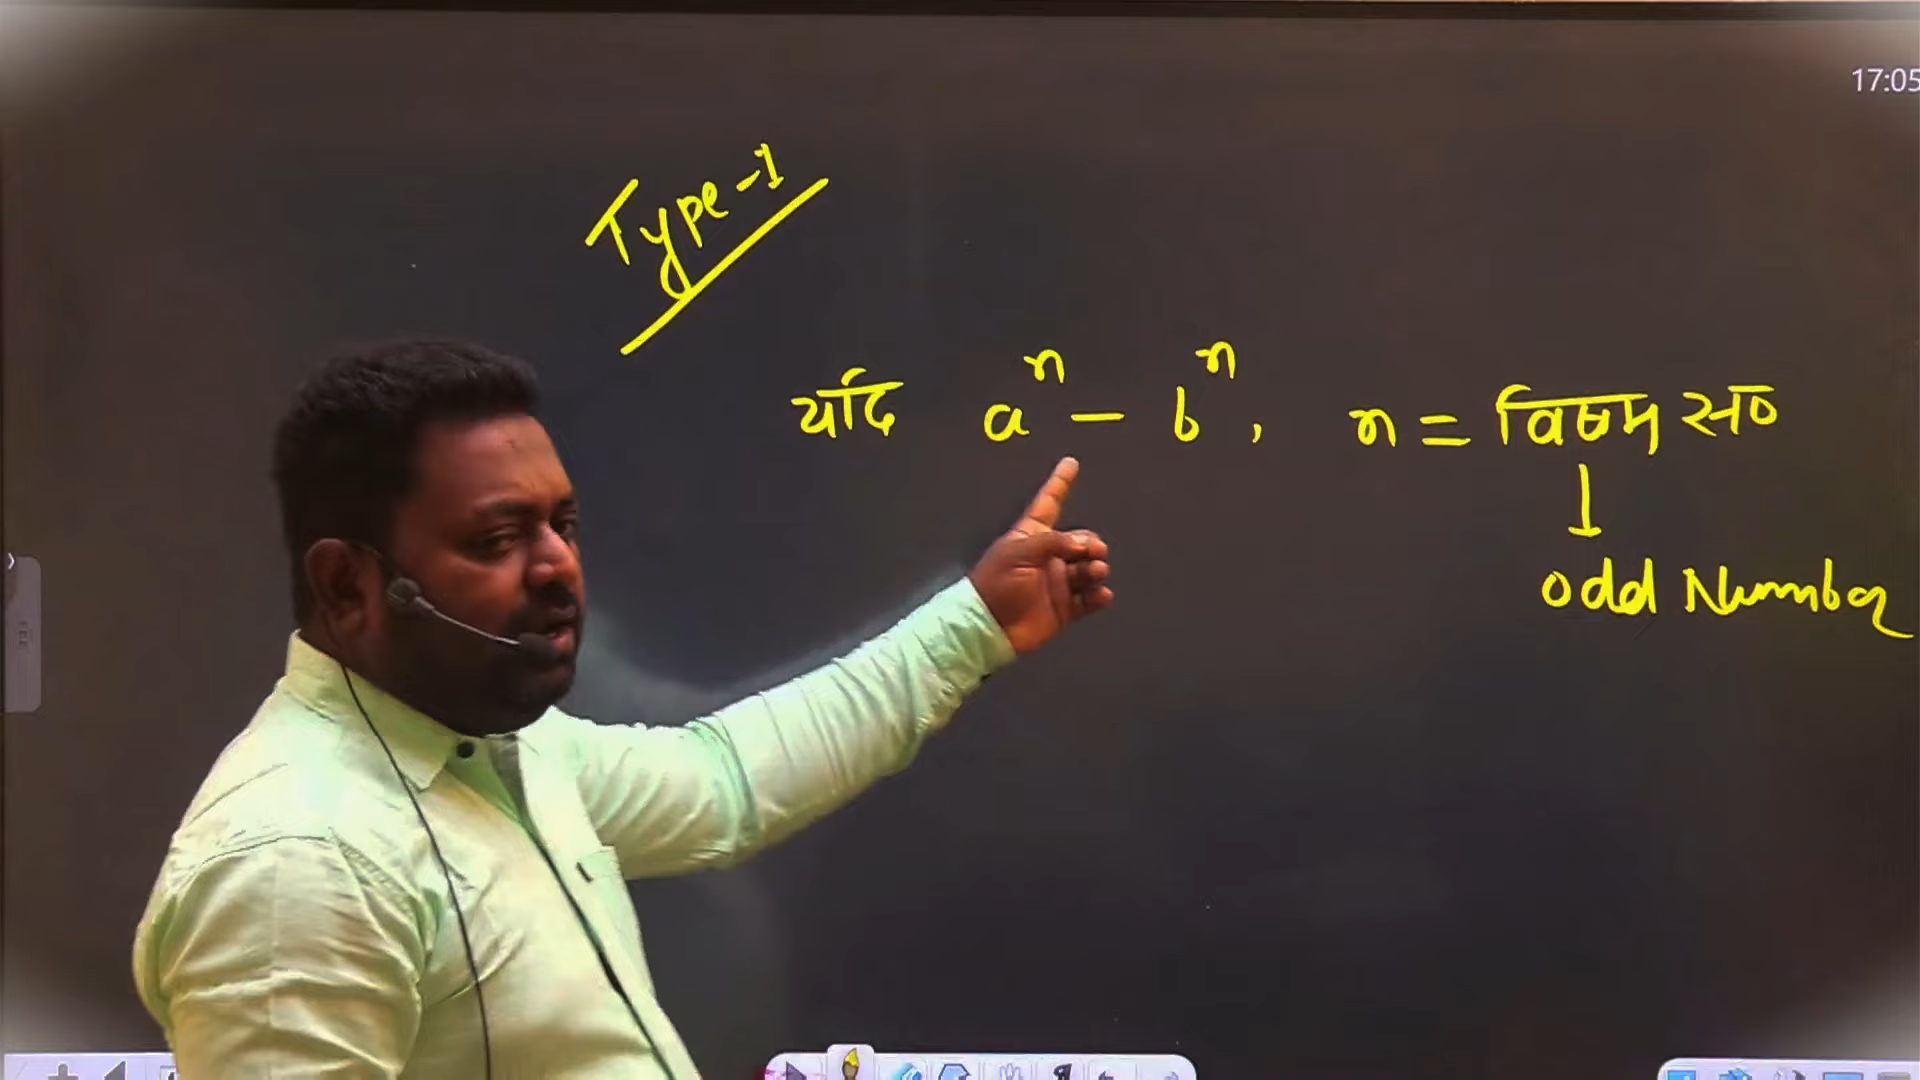 17:05
Type-1
यदि aⁿ - bⁿ, n = विषम सं०
odd Number